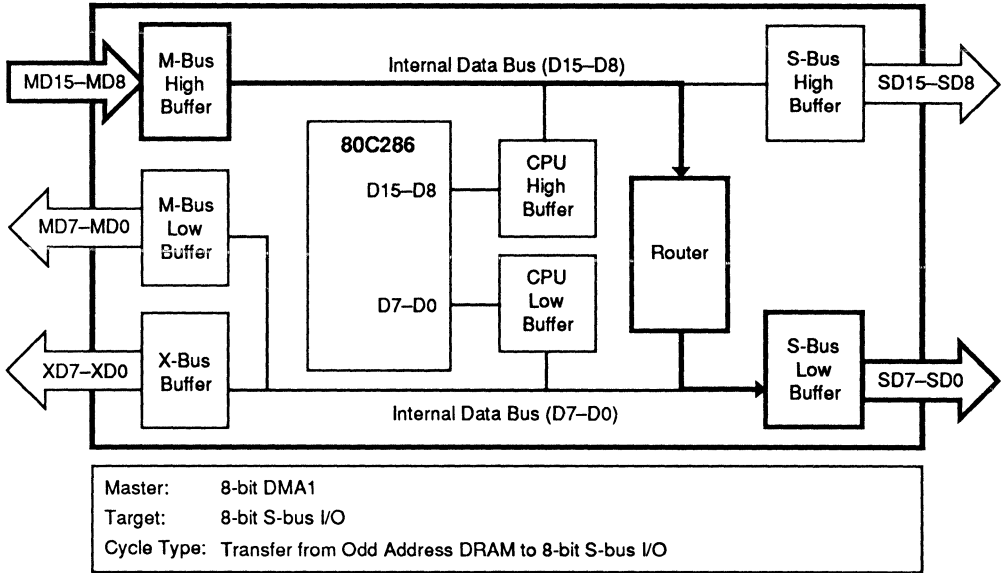 MD15–MD8
M-Bus
High
Buffer
Internal Data Bus (D15–D8)
S-Bus
High
Buffer
SD15–SD8
80C286
D15–D8
CPU
High
Buffer
MD7–MD0
M-Bus
Low
Buffer
Router
D7–D0
CPU
Low
Buffer
XD7–XD0
X-Bus
Buffer
S-Bus
Low
Buffer
SD7–SD0
Internal Data Bus (D7–D0)
Master: 8-bit DMA1
Target: 8-bit S-bus I/O
Cycle Type: Transfer from Odd Address DRAM to 8-bit S-bus I/O